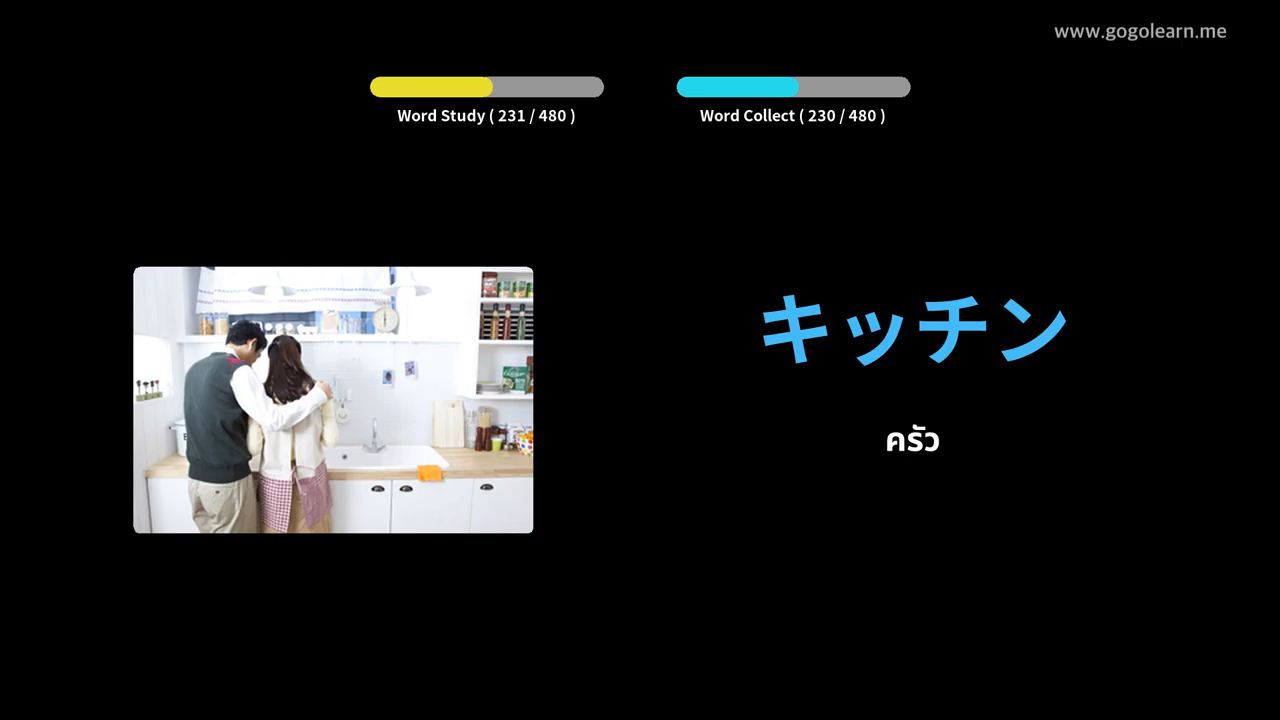 www.gogolearn.me
Word Study ( 231 / 480 )
Word Collect ( 230 / 480 )
キッチン
ครัว